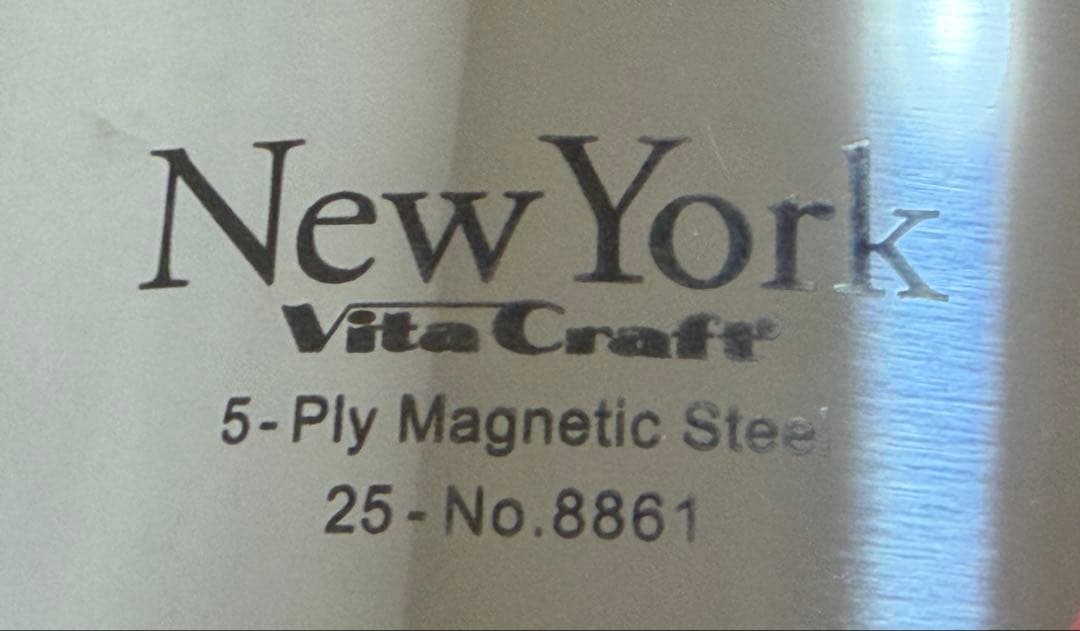 New York
Vita Craft®
5-Ply Magnetic Steel
25-No.8861